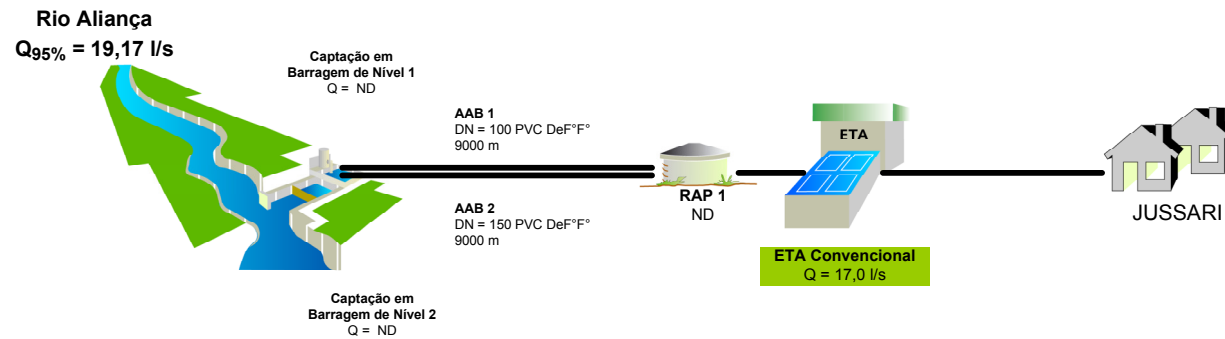 Rio Aliança
Q95% = 19,17 l/s
Captação em
Barragem de Nível 1
Q = ND
AAB 1
DN = 100 PVC DeF°F°
9000 m
AAB 2
DN = 150 PVC DeF°F°
9000 m
Captação em
Barragem de Nível 2
Q = ND
RAP 1
ND
ETA
ETA Convencional
Q = 17,0 l/s
JUSSARI